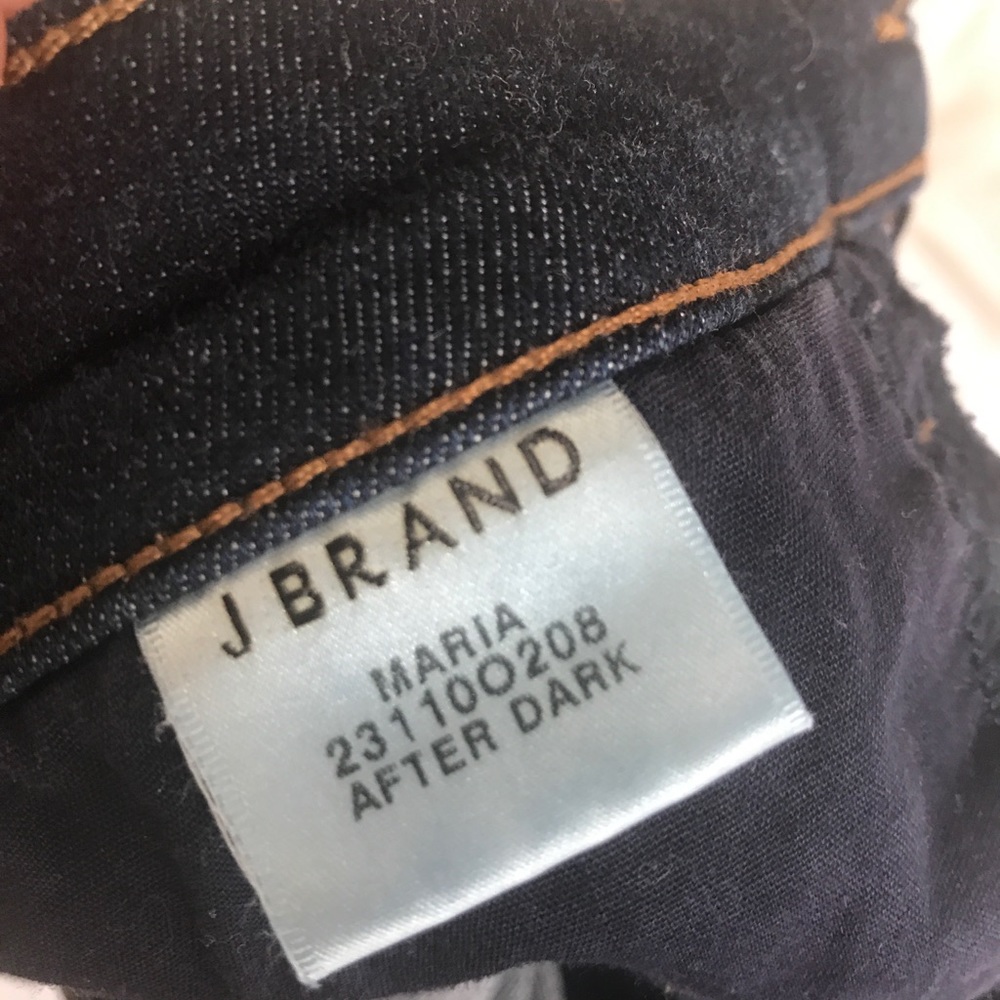 J BRAND
MARIA
23110O208
AFTER DARK